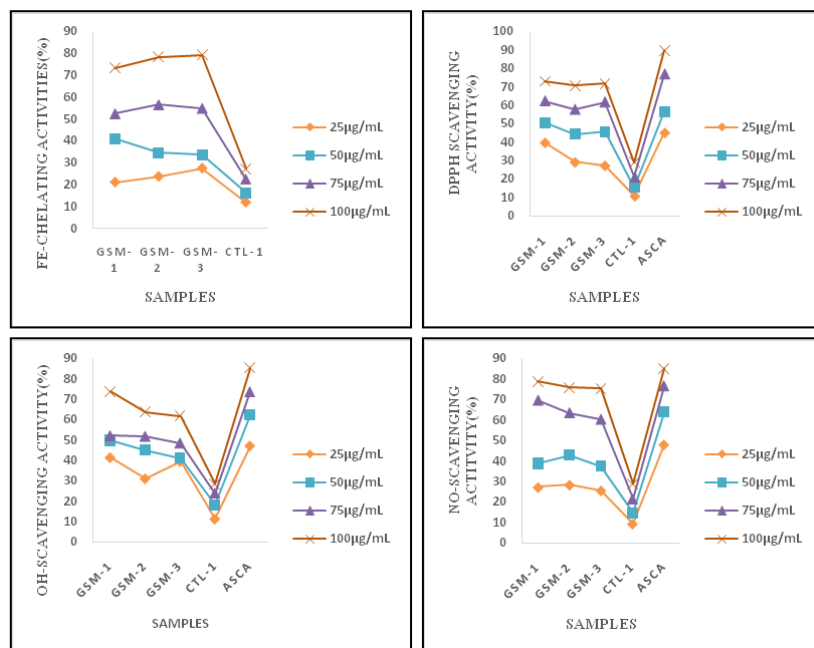 FE-CHELATING ACTIVITIES(%)
90
80
70
60
50
40
30
20
10
0
GSM-1
GSM-2
GSM-3
CTL-1
SAMPLES
25µg/mL
50µg/mL
75µg/mL
100µg/mL
DPPH SCAVENGING
ACTIVITY(%)
100
90
80
70
60
50
40
30
20
10
0
GSM-1
GSM-2
GSM-3
CTL-1
ASCA
SAMPLES
25µg/mL
50µg/mL
75µg/mL
100µg/mL
OH-SCAVENGING ACTIVITY(%)
90
80
70
60
50
40
30
20
10
0
GSM-1
GSM-2
GSM-3
CTL-1
ASCA
SAMPLES
25µg/mL
50µg/mL
75µg/mL
100µg/mL
NO-SCAVENGING
ACTITVITY(%)
90
80
70
60
50
40
30
20
10
0
GSM-1
GSM-2
GSM-3
CTL-1
ASCA
SAMPLES
25µg/mL
50µg/mL
75µg/mL
100µg/mL